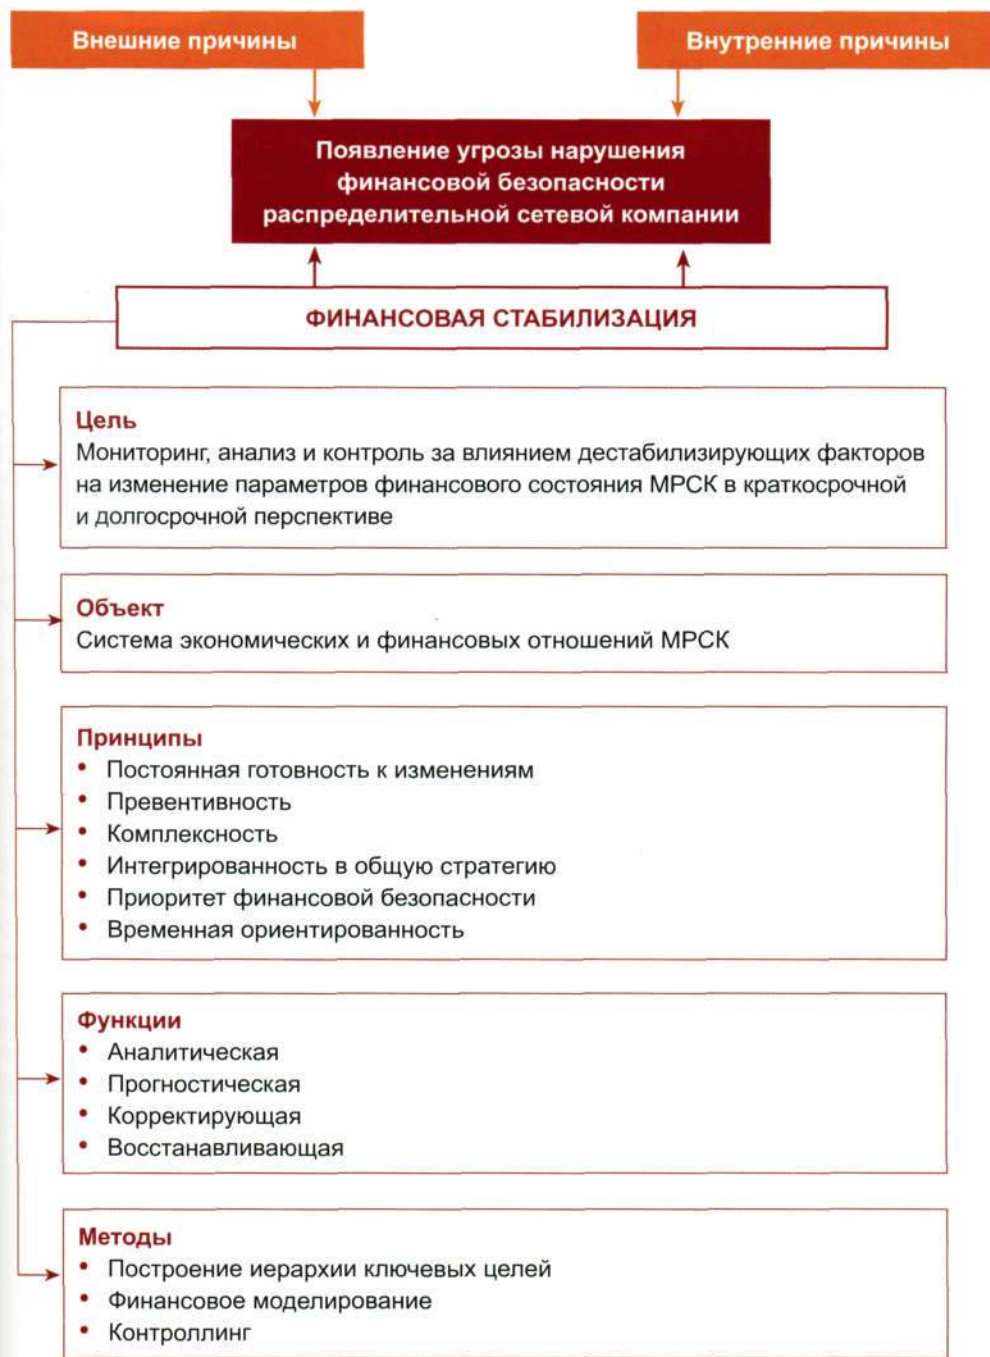 Внешние причины
Внутренние причины
Появление угрозы нарушения
финансовой безопасности
распределительной сетевой компании
ФИНАНСОВАЯ СТАБИЛИЗАЦИЯ
Цель
Мониторинг, анализ и контроль за влиянием дестабилизирующих факторов
на изменение параметров финансового состояния МРСК в краткосрочной
и долгосрочной перспективе
Объект
Система экономических и финансовых отношений МРСК
Принципы
• Постоянная готовность к изменениям
• Превентивность
• Комплексность
• Интегрированность в общую стратегию
• Приоритет финансовой безопасности
• Временная ориентированность
Функции
• Аналитическая
• Прогностическая
• Корректирующая
• Восстанавливающая
Методы
• Построение иерархии ключевых целей
• Финансовое моделирование
• Контроллинг